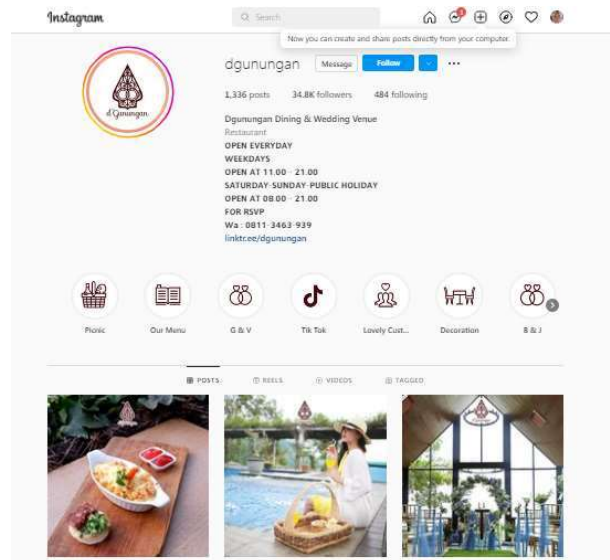 Instagram
Search
Now you can create and share posts directly from your computer.
d'Gunungan
dgunungan Message Follow
1,336 posts 34.8K followers 484 following
Dgunungan Dining & Wedding Venue
Restaurant
OPEN EVERYDAY
WEEKDAYS
OPEN AT 11.00 - 21.00
SATURDAY-SUNDAY-PUBLIC HOLIDAY
OPEN AT 08.00 - 21.00
FOR RSVP
Wa : 0811-3463-939
linktr.ee/dgunungan
Picnic Our Menu G & V Tik Tok Lovely Cust... Decoration B & J
POSTS REELS VIDEOS TAGGED